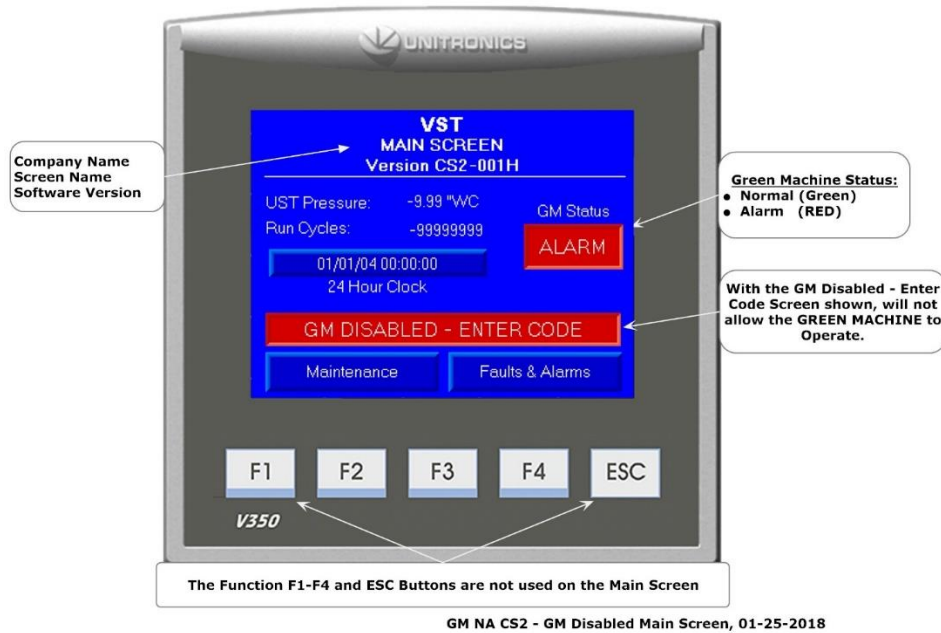 UNITRONICS
VST
MAIN SCREEN
Version CS2-001H
Company Name
Screen Name
Software Version
UST Pressure: -9.99 "WC
Run Cycles: -99999999
GM Status
ALARM
01/01/04 00:00:00
24 Hour Clock
Green Machine Status:
• Normal (Green)
• Alarm (RED)
GM DISABLED - ENTER CODE
With the GM Disabled - Enter
Code Screen shown, will not
allow the GREEN MACHINE to
Operate.
Maintenance
Faults & Alarms
F1 F2 F3 F4 ESC
V350
The Function F1-F4 and ESC Buttons are not used on the Main Screen
GM NA CS2 - GM Disabled Main Screen, 01-25-2018